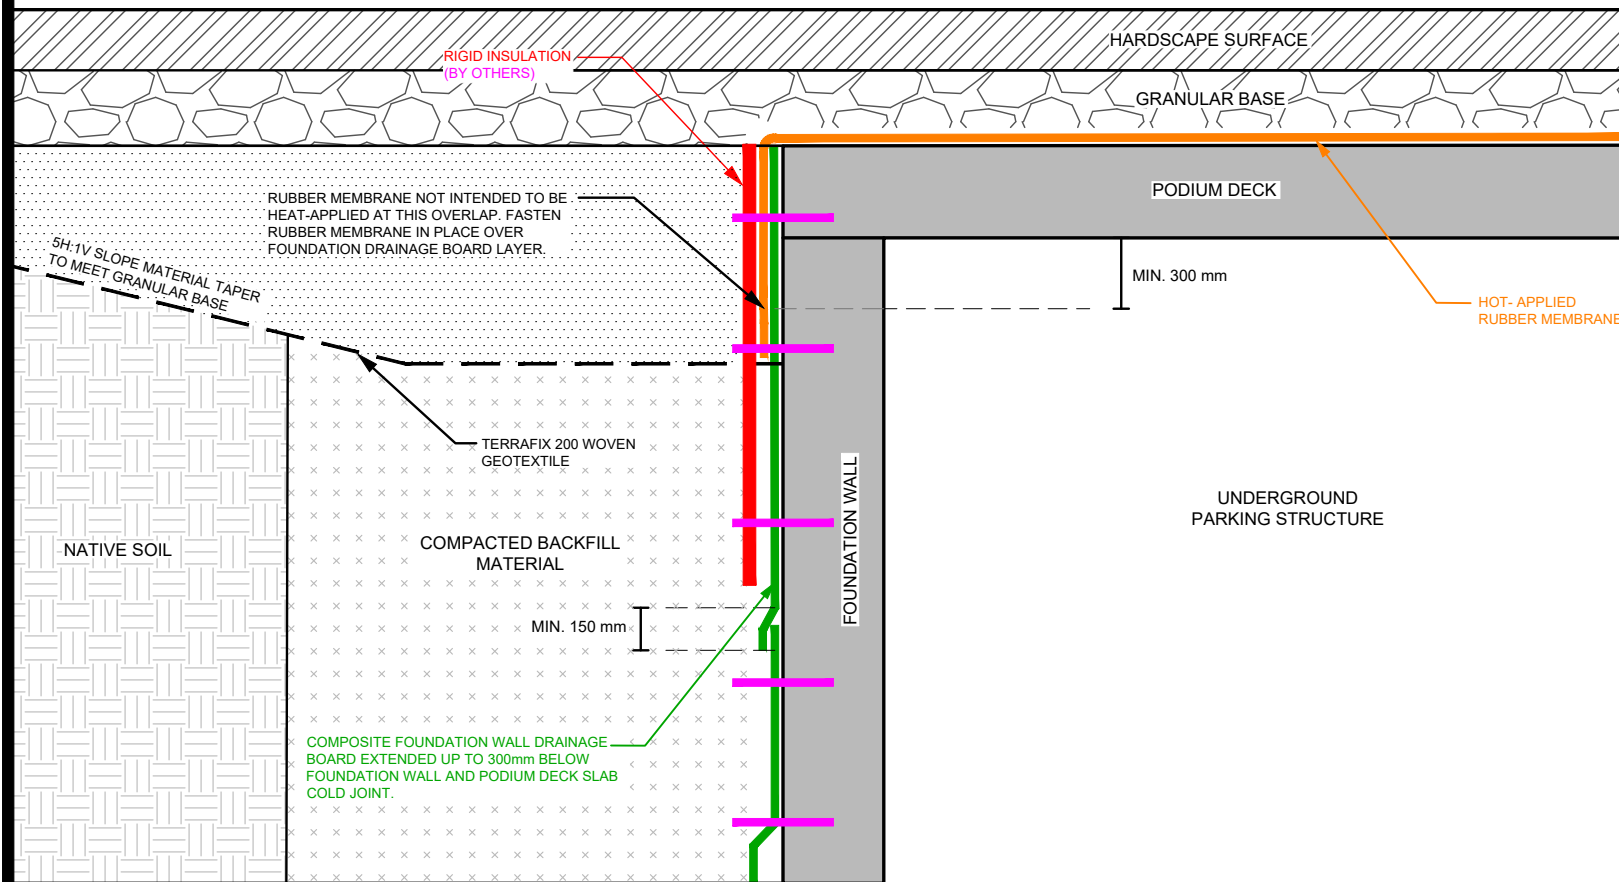 HARDSCAPE SURFACE
RIGID INSULATION
(BY OTHERS)
GRANULAR BASE
PODIUM DECK
RUBBER MEMBRANE NOT INTENDED TO BE
HEAT-APPLIED AT THIS OVERLAP. FASTEN
RUBBER MEMBRANE IN PLACE OVER
FOUNDATION DRAINAGE BOARD LAYER.
5H:1V SLOPE MATERIAL TAPER
TO MEET GRANULAR BASE
MIN. 300 mm
HOT- APPLIED
RUBBER MEMBRANE
TERRAFIX 200 WOVEN
GEOTEXTILE
FOUNDATION WALL
UNDERGROUND
PARKING STRUCTURE
NATIVE SOIL
COMPACTED BACKFILL
MATERIAL
MIN. 150 mm
COMPOSITE FOUNDATION WALL DRAINAGE
BOARD EXTENDED UP TO 300mm BELOW
FOUNDATION WALL AND PODIUM DECK SLAB
COLD JOINT.